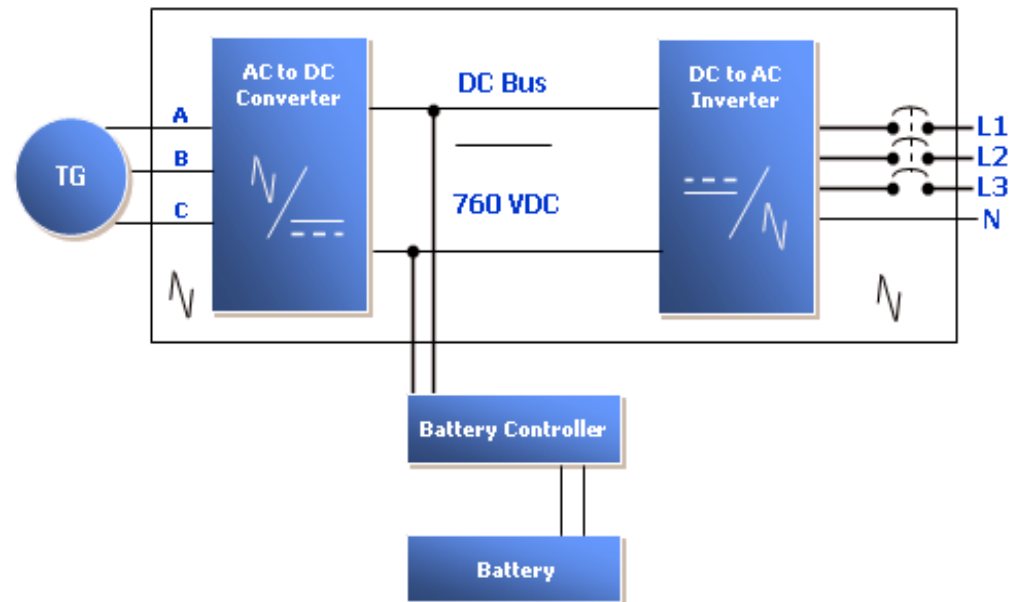 AC to DC
Converter
DC Bus
DC to AC
Inverter
A
B
C
TG
760 VDC
L1
L2
L3
N
Battery Controller
Battery